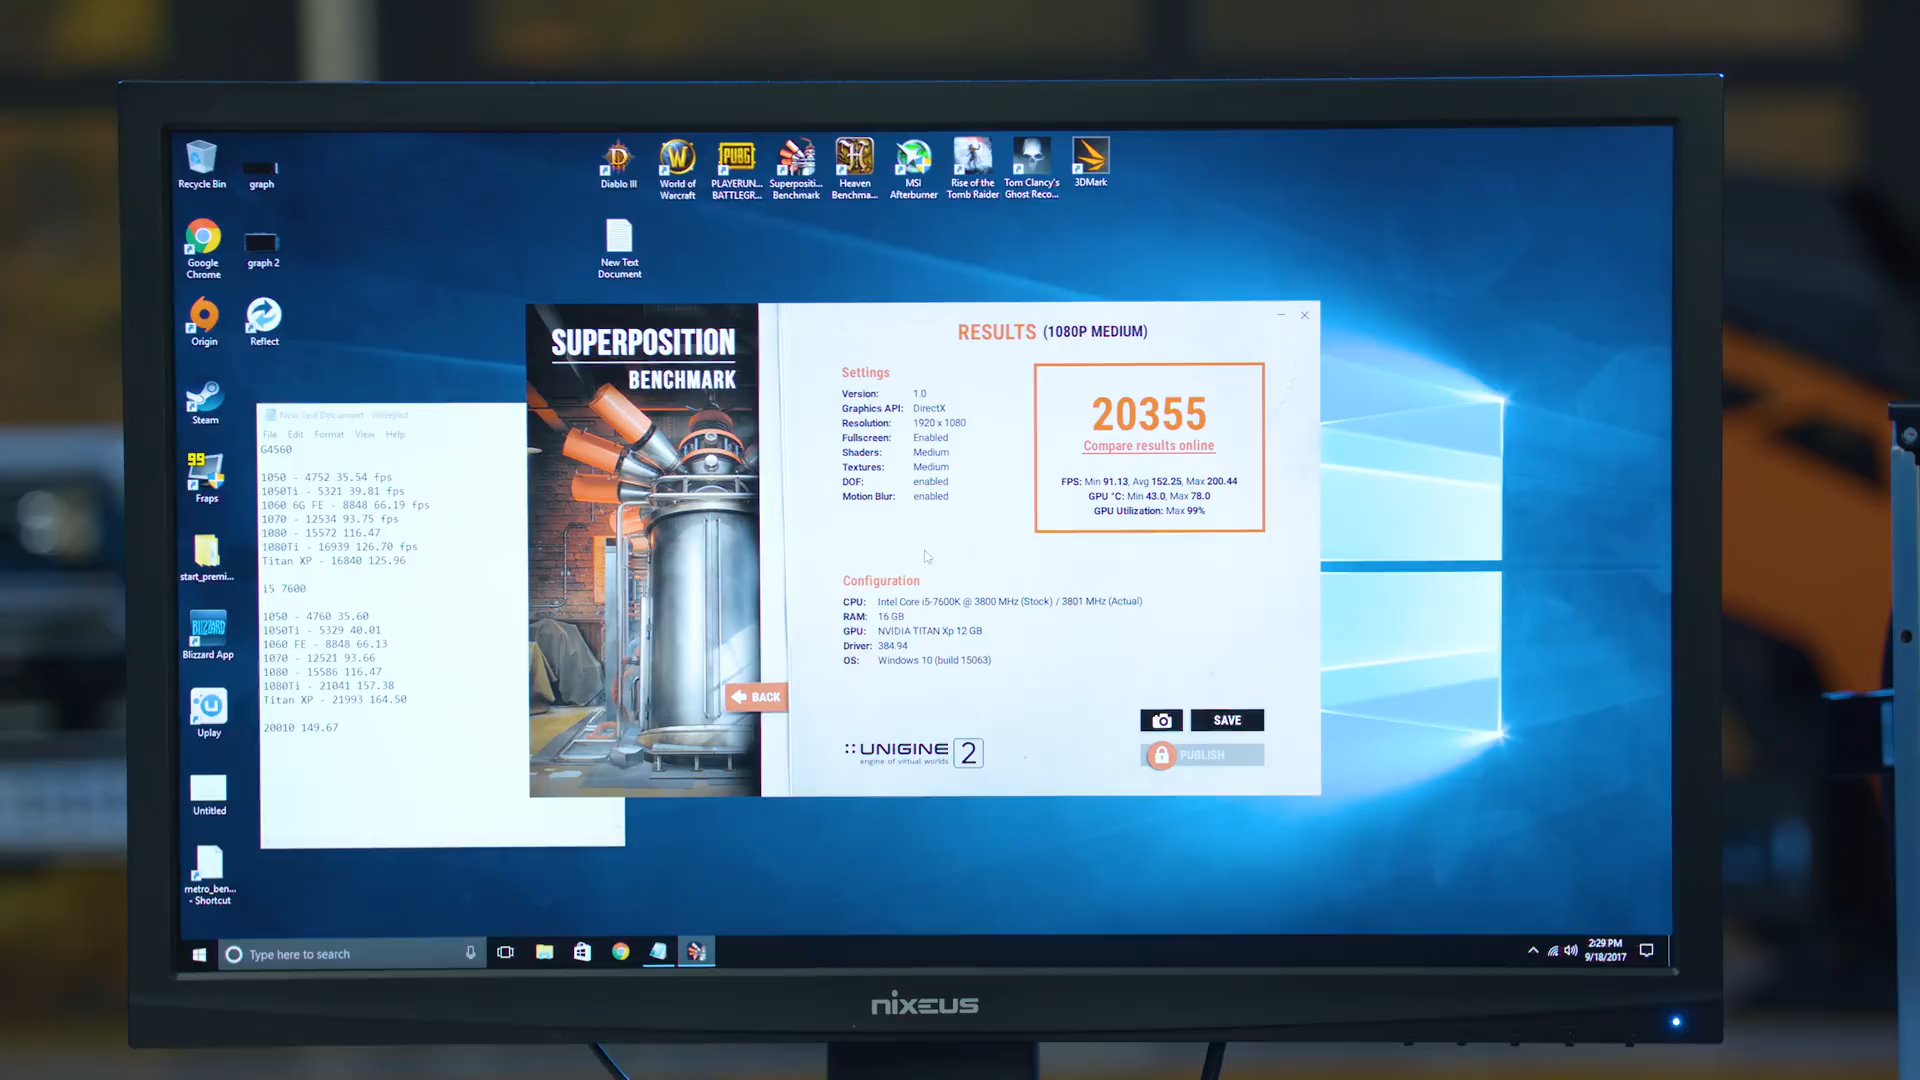 Recycle Bin
graph
Google
Chrome
graph 2
Origin
Reflect
Steam
99
Fraps
start_premi...
BLIZZARD
Blizzard App
Uplay
Untitled
metro_ben...
- Shortcut
Diablo III
World of
Warcraft
PUBG
PLAYERUN...
BATTLEGR...
Superpositi...
Benchmark
Heaven
Benchma...
MSI
Afterburner
Rise of the
Tomb Raider
Tom Clancy's
Ghost Reco...
3DMark
New Text
Document
New Text Document - Notepad
File Edit Format View Help
G4560
1050 - 4752 35.54 fps
1050Ti - 5321 39.81 fps
1060 6G FE - 8848 66.19 fps
1070 - 12534 93.75 fps
1080 - 15572 116.47
1080Ti - 16939 126.70 fps
Titan XP - 16840 125.96
i5 7600
1050 - 4760 35.60
1050Ti - 5329 40.01
1060 FE - 8848 66.13
1070 - 12521 93.66
1080 - 15586 116.47
1080Ti - 21041 157.38
Titan XP - 21993 164.50
20010 149.67
SUPERPOSITION
BENCHMARK
BACK
RESULTS (1080P MEDIUM)
Settings
Version: 1.0
Graphics API: DirectX
Resolution: 1920 x 1080
Fullscreen: Enabled
Shaders: Medium
Textures: Medium
DOF: enabled
Motion Blur: enabled
20355
Compare results online
FPS: Min 91.13, Avg 152.25, Max 200.44
GPU °C: Min 43.0, Max 78.0
GPU Utilization: Max 99%
Configuration
CPU: Intel Core i5-7600K @ 3800 MHz (Stock) / 3801 MHz (Actual)
RAM: 16 GB
GPU: NVIDIA TITAN Xp 12 GB
Driver: 384.94
OS: Windows 10 (build 15063)
SAVE
PUBLISH
UNIGINE 2
engine of virtual worlds
Type here to search
2:29 PM
9/18/2017
nixeus